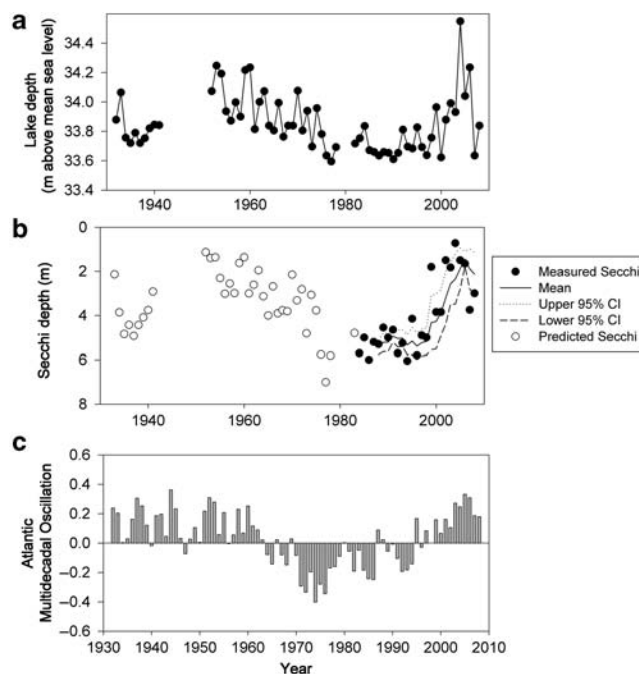 a
34.4
34.2
34.0
33.8
33.6
33.4
Lake depth
(m above mean sea level)
1940
1960
1980
2000
b
0
2
4
6
8
Secchi depth (m)
1940
1960
1980
2000
Measured Secchi
Mean
Upper 95% CI
Lower 95% CI
Predicted Secchi
c
0.6
0.4
0.2
0.0
−0.2
−0.4
−0.6
Atlantic
Multidecadal Oscillation
1930 1940 1950 1960 1970 1980 1990 2000 2010
Year